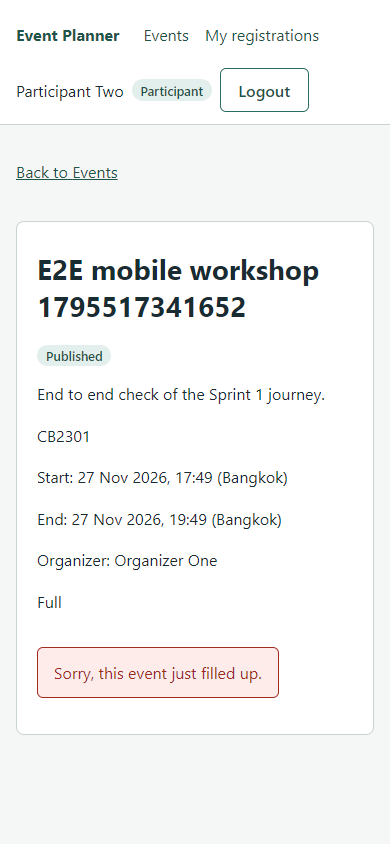 Event Planner Events My registrations
Participant Two Participant Logout
Back to Events
E2E mobile workshop
1795517341652
Published
End to end check of the Sprint 1 journey.
CB2301
Start: 27 Nov 2026, 17:49 (Bangkok)
End: 27 Nov 2026, 19:49 (Bangkok)
Organizer: Organizer One
Full
Sorry, this event just filled up.